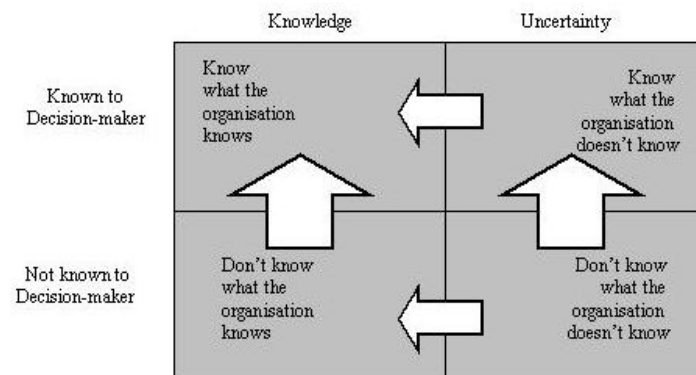 Knowledge
Uncertainty
Known to
Decision-maker
Know
what the
organisation
knows
Know
what the
organisation
doesn't know
Not known to
Decision-maker
Don't know
what the
organisation
knows
Don't know
what the
organisation
doesn't know